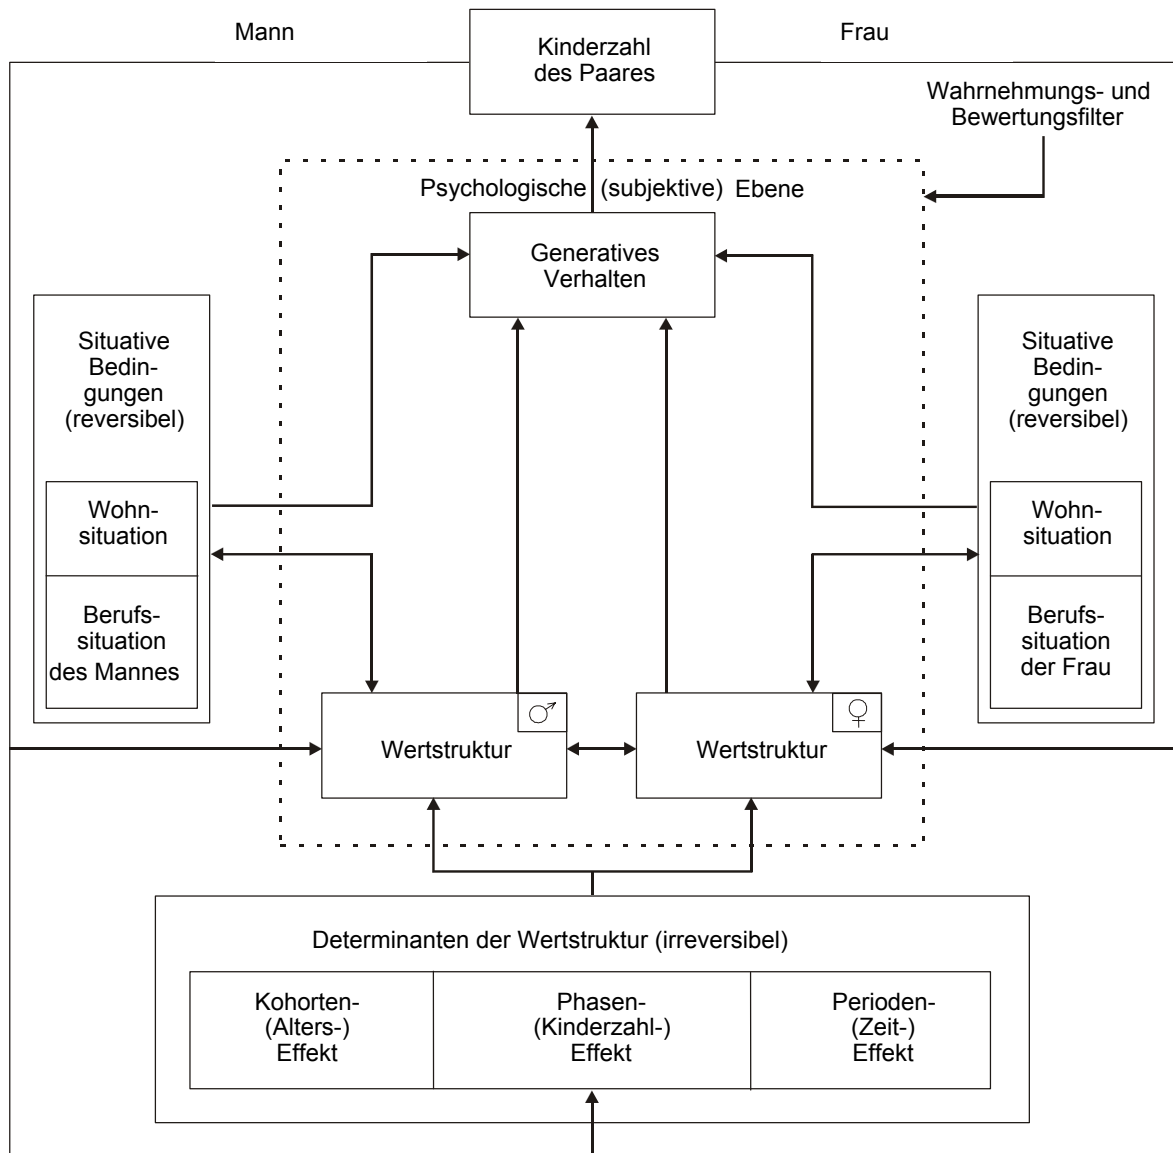 Mann
Frau
Kinderzahl
des Paares
Wahrnehmungs- und
Bewertungsfilter
Psychologische (subjektive) Ebene
Generatives
Verhalten
Situative
Bedin-
gungen
(reversibel)
Wohn-
situation
Berufs-
situation
des Mannes
Situative
Bedin-
gungen
(reversibel)
Wohn-
situation
Berufs-
situation
der Frau
♂
Wertstruktur
♀
Wertstruktur
Determinanten der Wertstruktur (irreversibel)
Kohorten-
(Alters-)
Effekt
Phasen-
(Kinderzahl-)
Effekt
Perioden-
(Zeit-)
Effekt